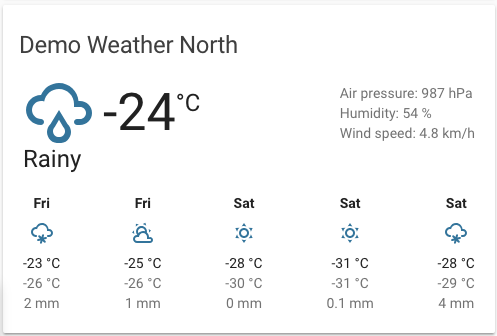 Demo Weather North
-24 °C
Air pressure: 987 hPa
Humidity: 54 %
Wind speed: 4.8 km/h
Rainy
Fri Fri Sat Sat Sat
-23 °C -25 °C -28 °C -31 °C -28 °C
-26 °C -26 °C -30 °C -31 °C -29 °C
2 mm 1 mm 0 mm 0.1 mm 4 mm